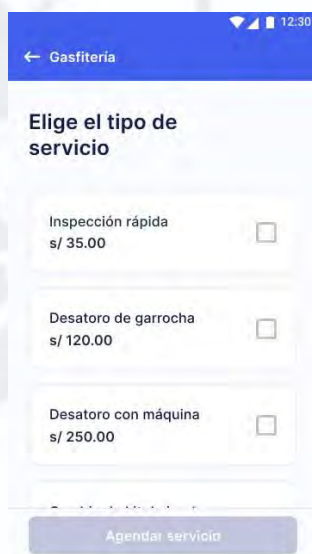 12:30
← Gasfitería
Elige el tipo de
servicio
Inspección rápida
s/ 35.00
Desatoro de garrocha
s/ 120.00
Desatoro con máquina
s/ 250.00
Agendar servicio